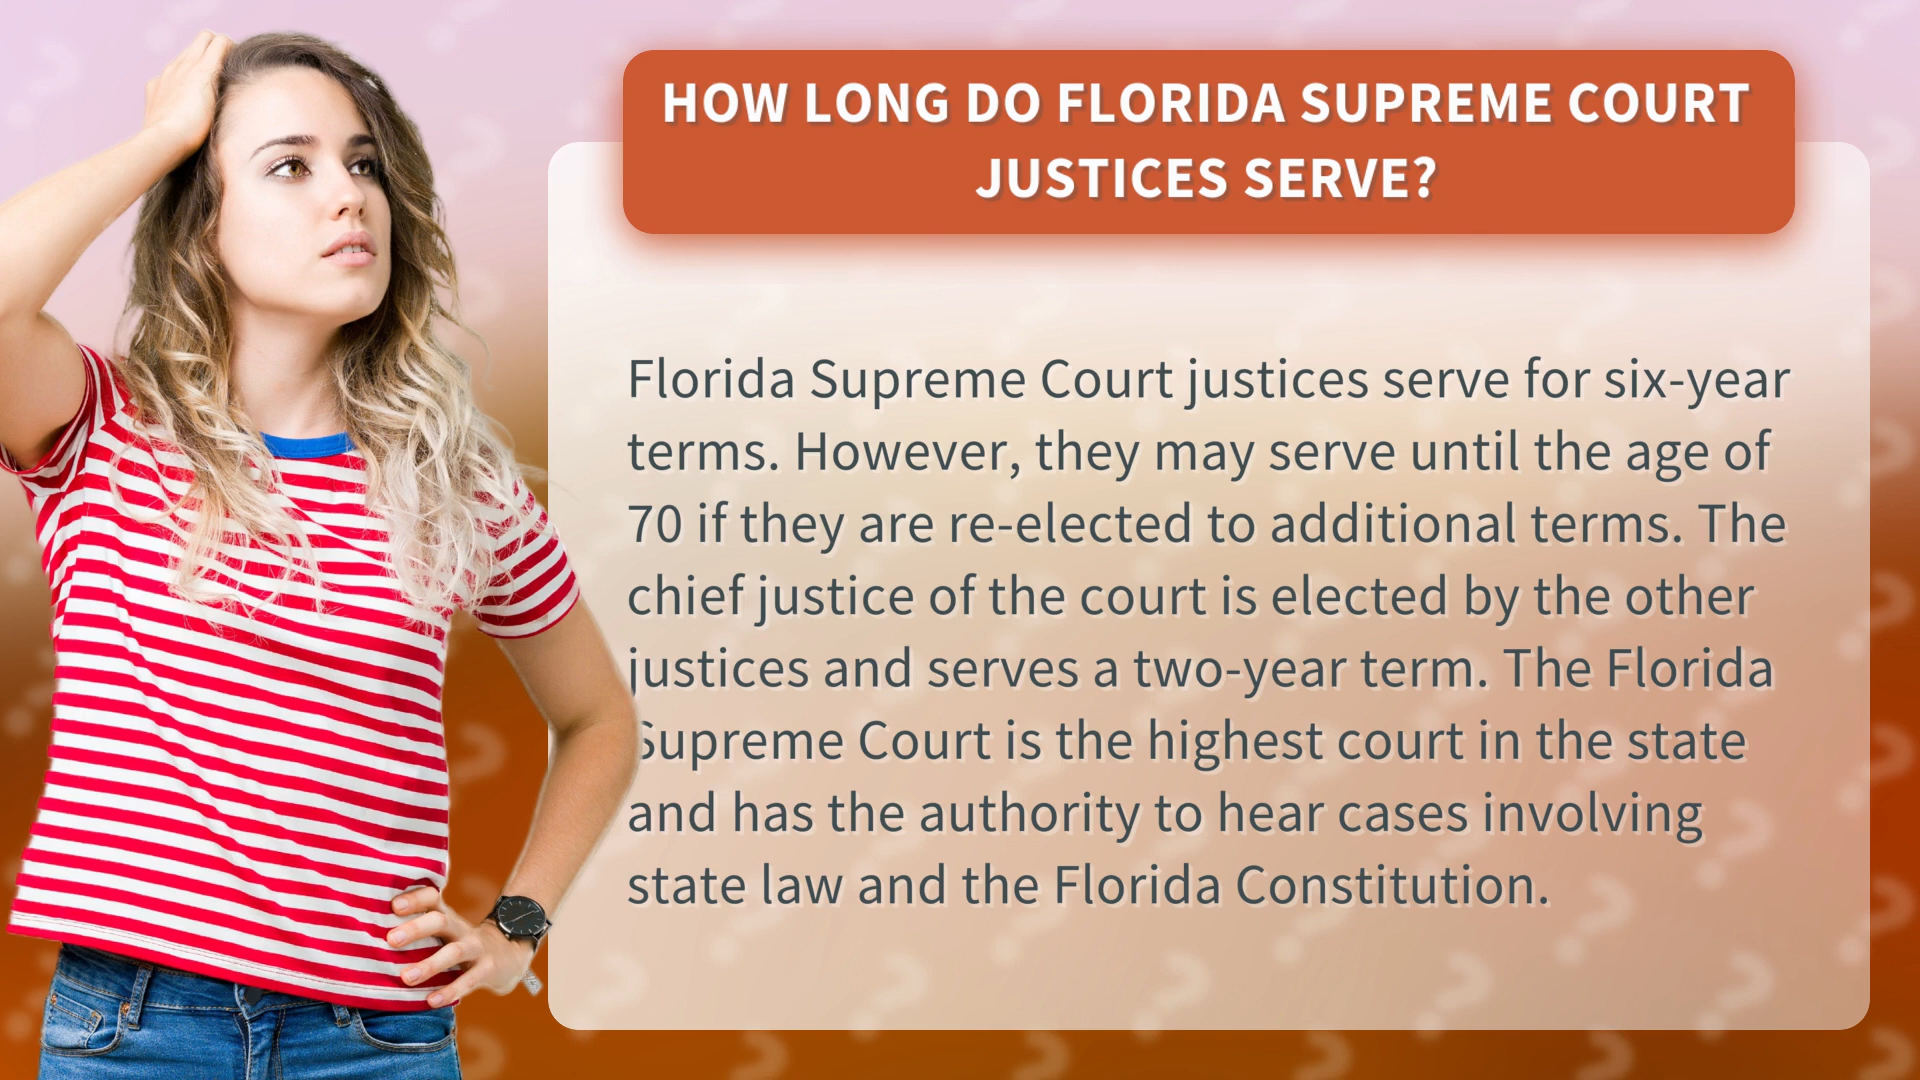 HOW LONG DO FLORIDA SUPREME COURT
JUSTICES SERVE?
Florida Supreme Court justices serve for six-year
terms. However, they may serve until the age of
70 if they are re-elected to additional terms. The
chief justice of the court is elected by the other
justices and serves a two-year term. The Florida
Supreme Court is the highest court in the state
and has the authority to hear cases involving
state law and the Florida Constitution.